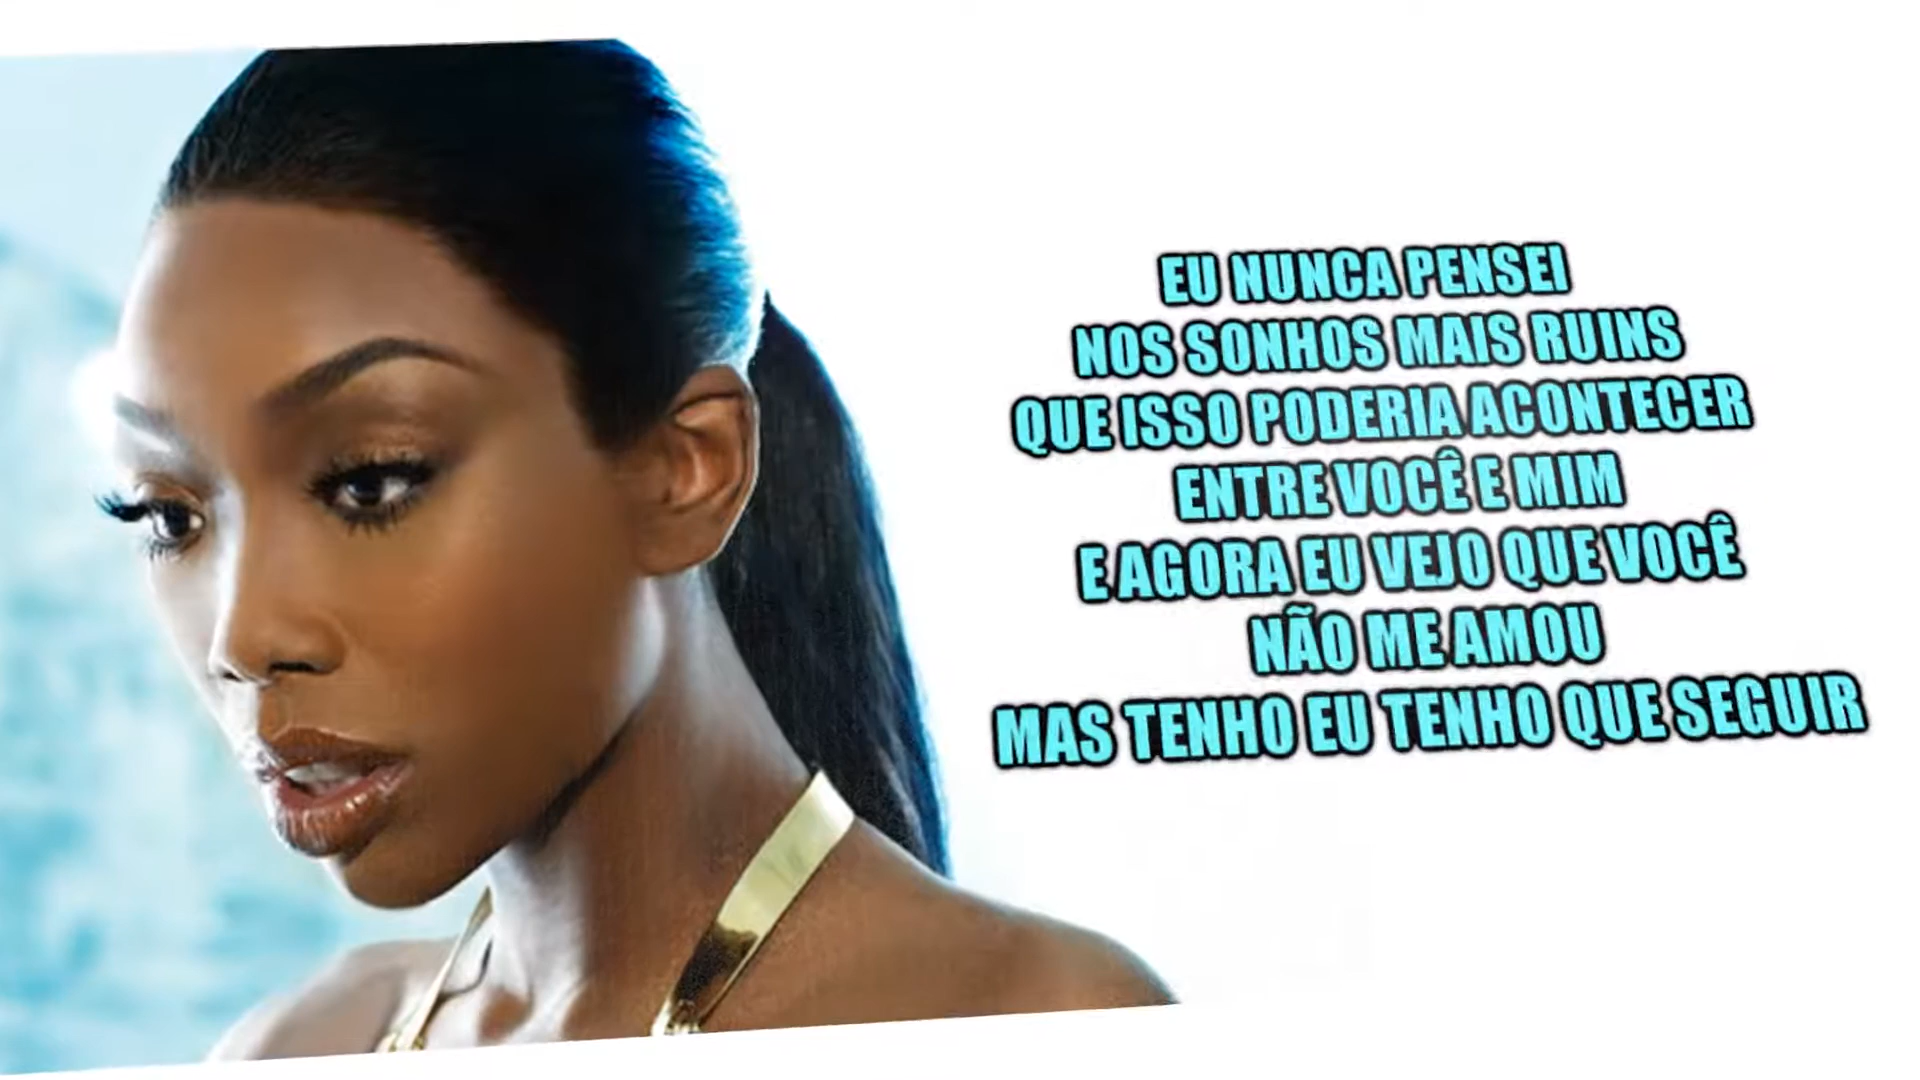 EU NUNCA PENSEI
NOS SONHOS MAIS RUINS
QUE ISSO PODERIA ACONTECER
ENTRE VOCÊ E MIM
E AGORA EU VEJO QUE VOCÊ
NÃO ME AMOU
MAS TENHO EU TENHO QUE SEGUIR